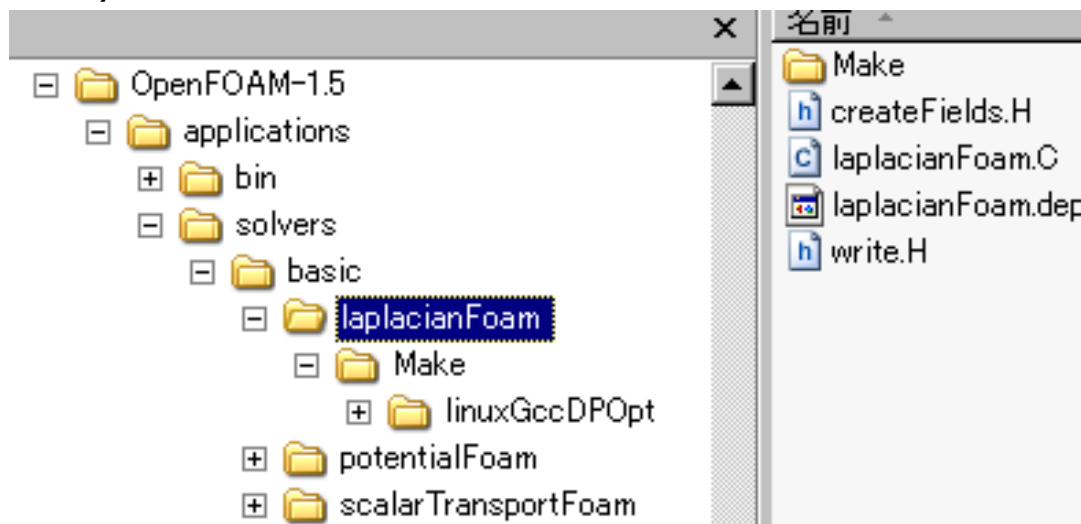 OpenFOAM-1.5
applications
bin
solvers
basic
laplacianFoam
Make
linuxGccDPOpt
potentialFoam
scalarTransportFoam
名前
Make
createFields.H
laplacianFoam.C
laplacianFoam.dep
write.H